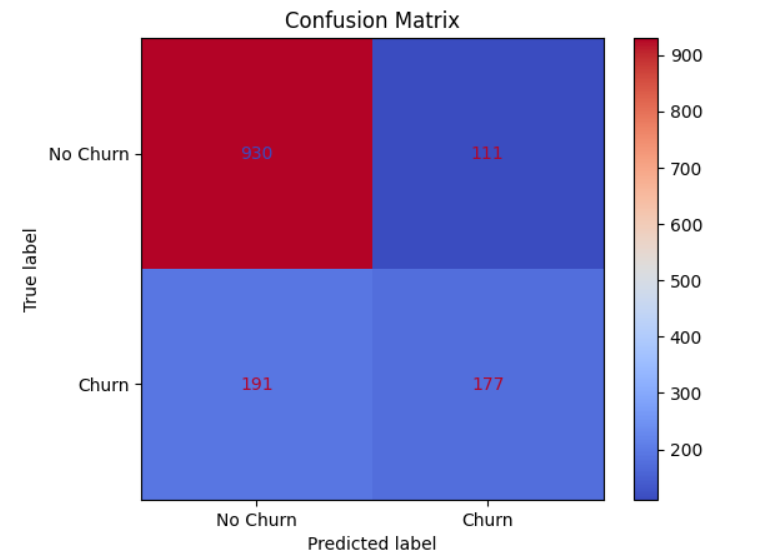 Confusion Matrix
True label
No Churn
Churn
930
111
191
177
No Churn
Churn
Predicted label
900
800
700
600
500
400
300
200